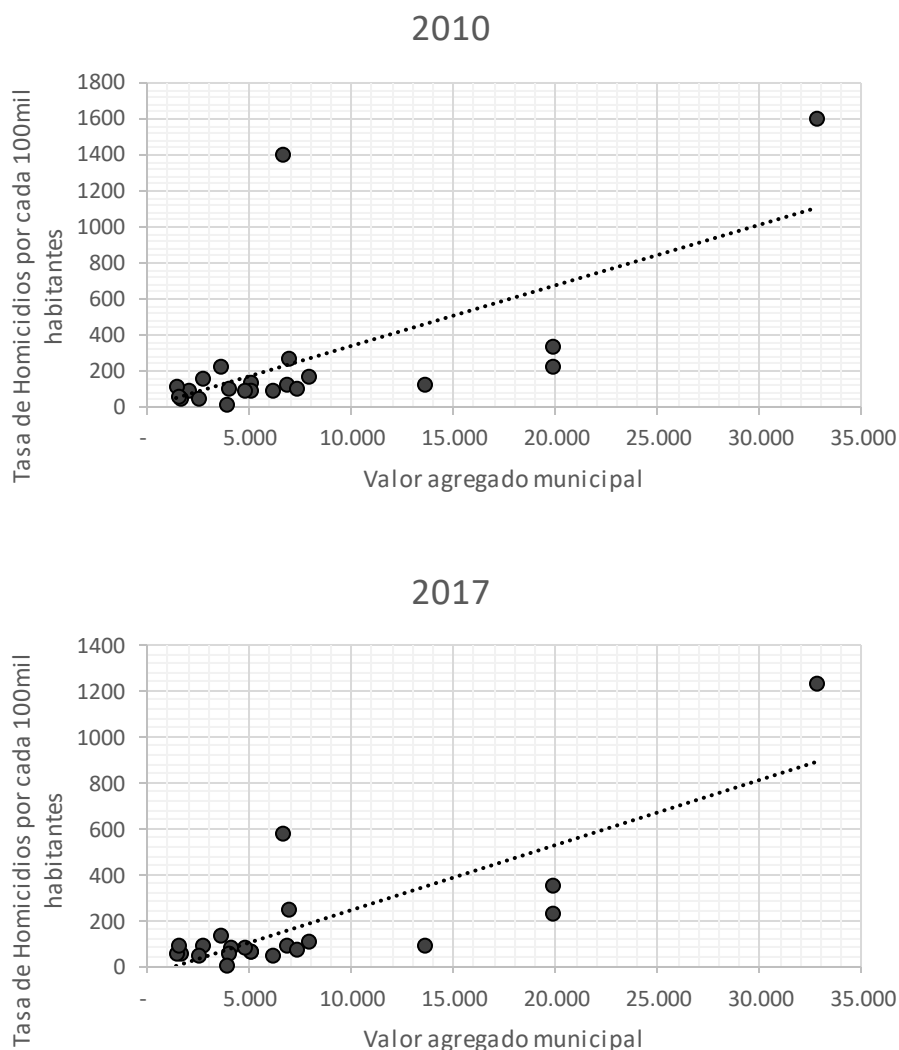 2010
Tasa de Homicidios por cada 100mil
habitantes
1800
1600
1400
1200
1000
800
600
400
200
0
- 5.000 10.000 15.000 20.000 25.000 30.000 35.000
Valor agregado municipal
2017
Tasa de Homicidios por cada 100mil
habitantes
1400
1200
1000
800
600
400
200
0
- 5.000 10.000 15.000 20.000 25.000 30.000 35.000
Valor agregado municipal